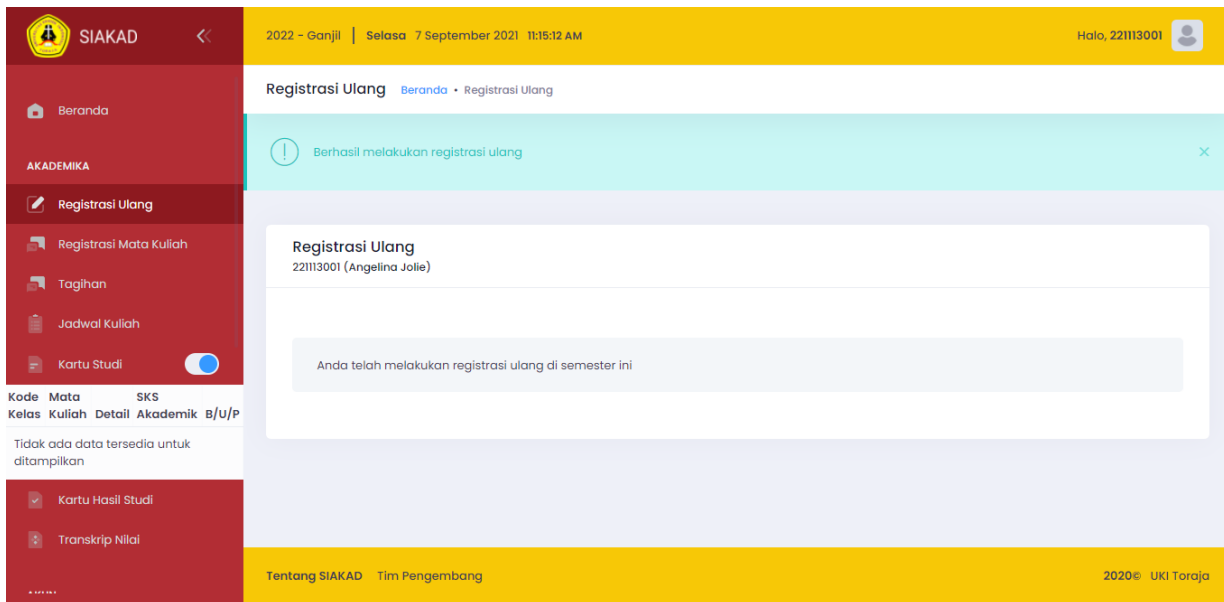 SIAKAD
2022 - Ganjil | Selasa 7 September 2021 11:15:12 AM
Halo, 221113001
Registrasi Ulang Beranda • Registrasi Ulang
Berhasil melakukan registrasi ulang
Beranda
AKADEMIKA
Registrasi Ulang
Registrasi Mata Kuliah
Tagihan
Jadwal Kuliah
Kartu Studi
Kode Mata SKS
Kelas Kuliah Detail Akademik B/U/P
Tidak ada data tersedia untuk
ditampilkan
Kartu Hasil Studi
Transkrip Nilai
Registrasi Ulang
221113001 (Angelina Jolie)
Anda telah melakukan registrasi ulang di semester ini
Tentang SIAKAD Tim Pengembang
2020© UKI Toraja